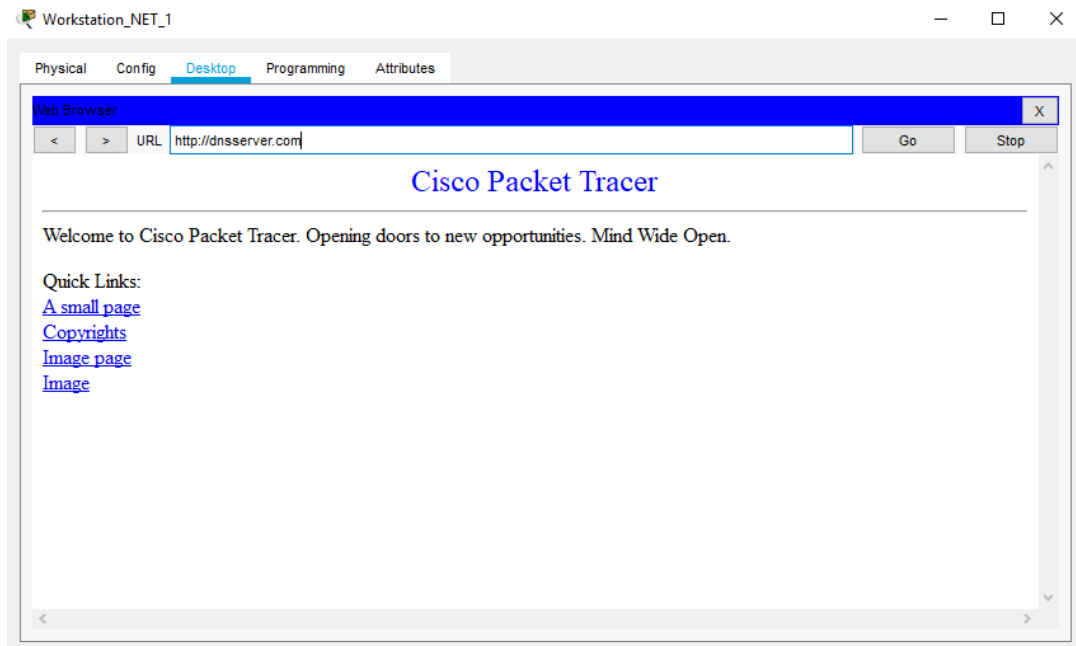 Workstation_NET_1
Physical Config Desktop Programming Attributes
Web Browser X
< > URL http://dnsserver.com Go Stop
Cisco Packet Tracer
Welcome to Cisco Packet Tracer. Opening doors to new opportunities. Mind Wide Open.
Quick Links:
A small page
Copyrights
Image page
Image